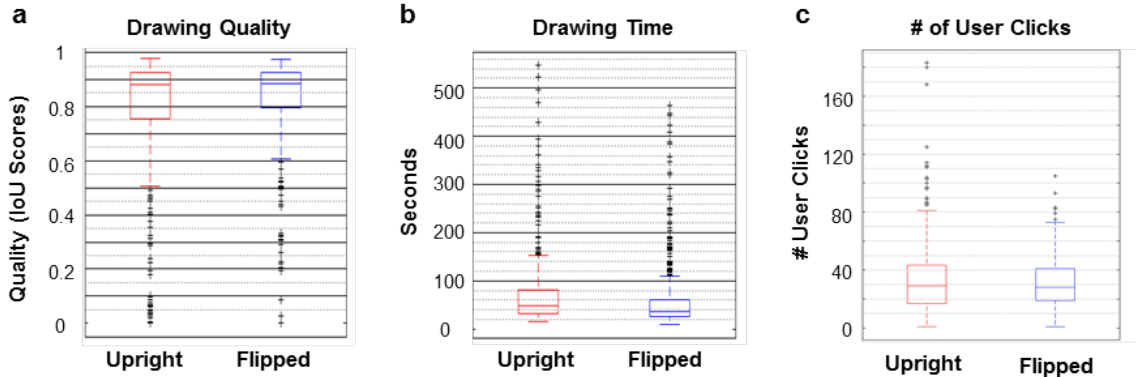 a
Drawing Quality
Quality (IoU Scores)
1
0.8
0.6
0.4
0.2
0
Upright Flipped
b
Drawing Time
Seconds
500
400
300
200
100
0
Upright Flipped
c
# of User Clicks
# User Clicks
160
120
80
40
0
Upright Flipped